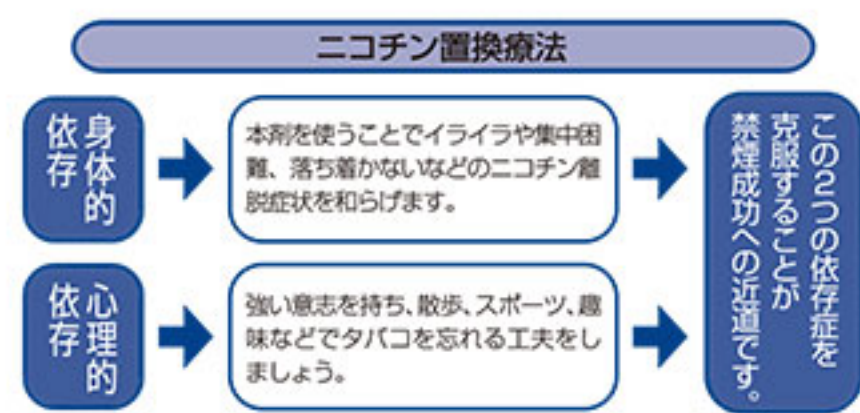 ニコチン置換療法
身体的
依存
本剤を使うことでイライラや集中困
難、落ち着かないなどのニコチン離
脱症状を和らげます。
心理的
依存
強い意志を持ち、散歩、スポーツ、趣
味などでタバコを忘れる工夫をし
ましょう。
この2つの依存症を
克服することが
禁煙成功への近道です。